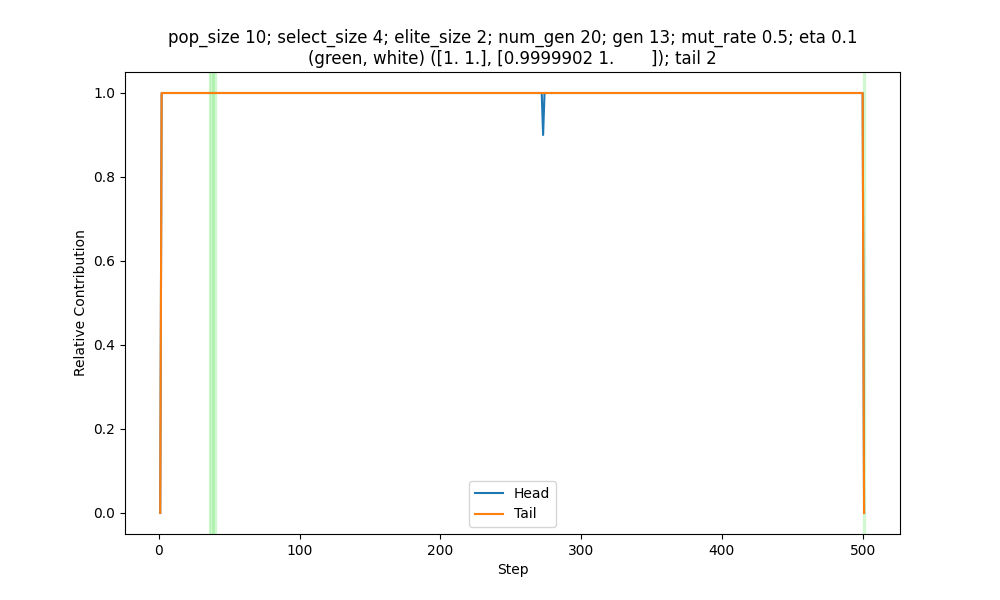 pop_size 10; select_size 4; elite_size 2; num_gen 20; gen 13; mut_rate 0.5; eta 0.1
(green, white) ([1. 1.], [0.9999902 1.        ]); tail 2
1.0
0.8
0.6
0.4
0.2
0.0
Relative Contribution
Head
Tail
0
100
200
300
400
500
Step